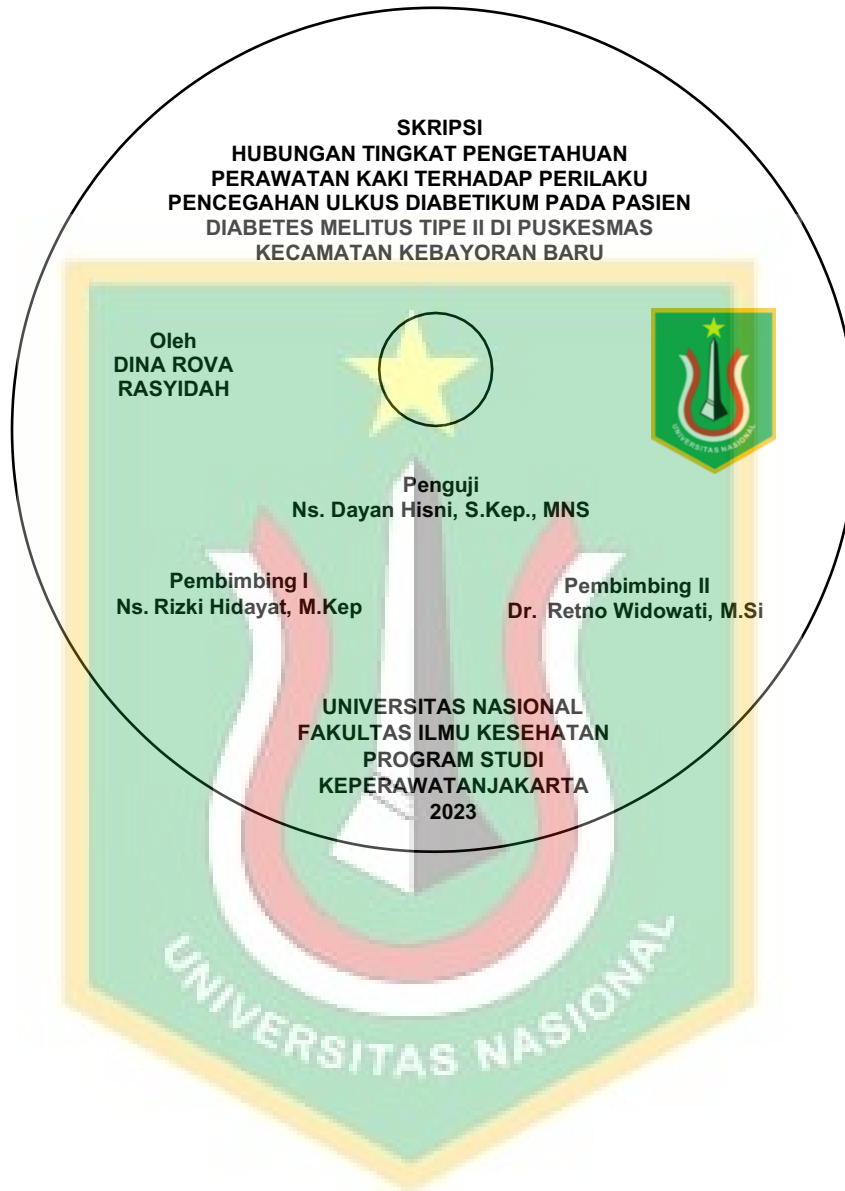 SKRIPSI
HUBUNGAN TINGKAT PENGETAHUAN
PERAWATAN KAKI TERHADAP PERILAKU
PENCEGAHAN ULKUS DIABETIKUM PADA PASIEN
DIABETES MELITUS TIPE II DI PUSKESMAS
KECAMATAN KEBAYORAN BARU
Oleh
DINA ROVA
RASYIDAH
UNIVERSITAS NASIONAL
Penguji
Ns. Dayan Hisni, S.Kep., MNS
Pembimbing I
Ns. Rizki Hidayat, M.Kep
Pembimbing II
Dr. Retno Widowati, M.Si
UNIVERSITAS NASIONAL
FAKULTAS ILMU KESEHATAN
PROGRAM STUDI
KEPERAWATANJAKARTA
2023
UNIVERSITAS NASIONAL